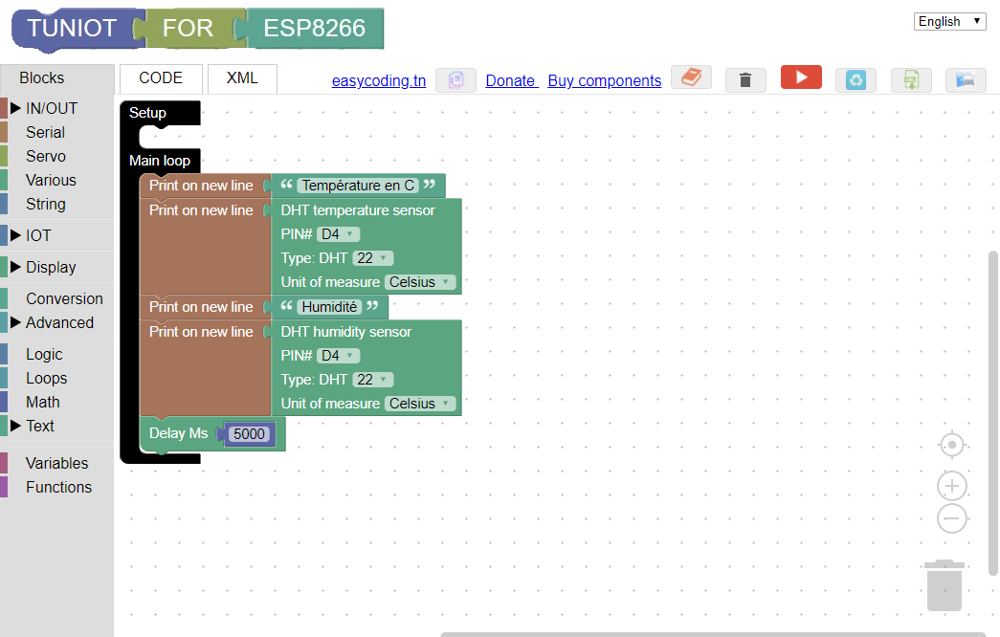 TUNIOT FOR ESP8266
English
Blocks
CODE XML easycoding.tn Donate Buy components
IN/OUT
Serial
Servo
Various
String
IOT
Display
Conversion
Advanced
Logic
Loops
Math
Text
Variables
Functions
Setup
Main loop
Print on new line “ Température en C ”
Print on new line DHT temperature sensor
PIN# D4
Type: DHT 22
Unit of measure Celsius
Print on new line “ Humidité ”
Print on new line DHT humidity sensor
PIN# D4
Type: DHT 22
Unit of measure Celsius
Delay Ms 5000